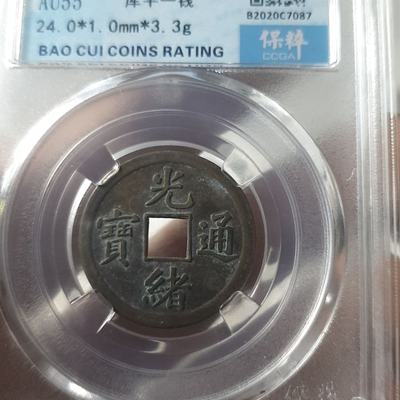 AU55 库平一钱
B2020C7087
24.0*1.0mm*3.3g
BAO CUI COINS RATING
保粹
CCGA
光
寶 通
緒